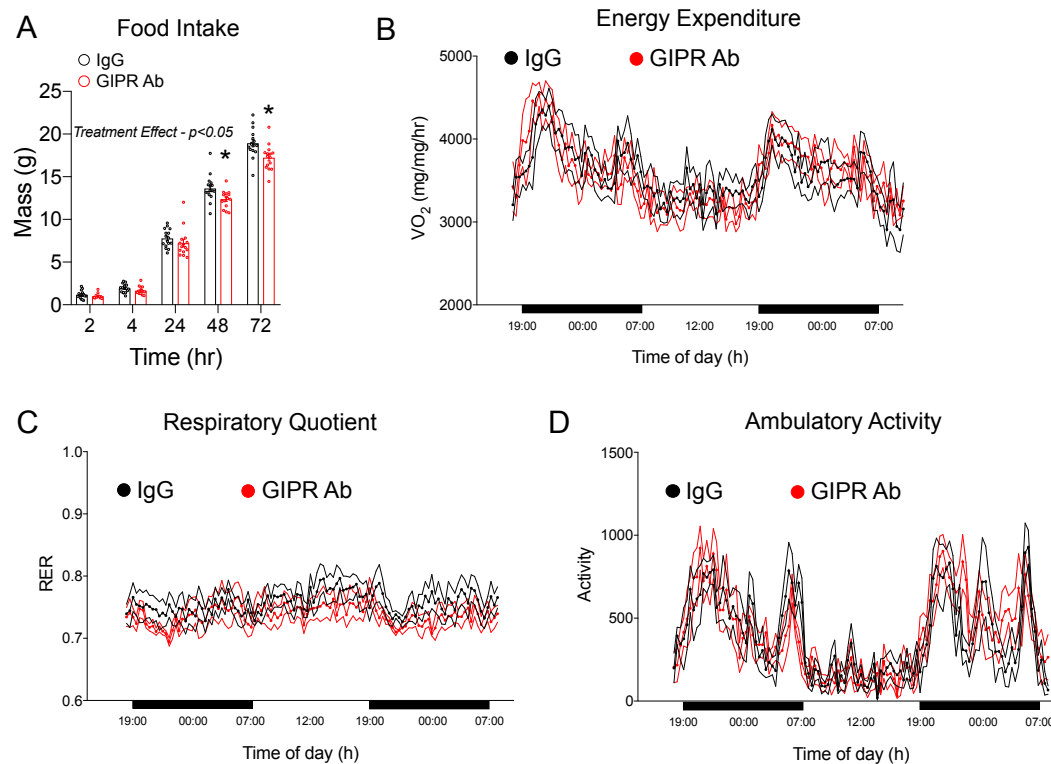 A
Food Intake
IgG
GIPR Ab
Treatment Effect - p<0.05
*
*
25
20
15
10
5
0
Mass (g)
2 4 24 48 72
Time (hr)
B
Energy Expenditure
IgG
GIPR Ab
5000
4000
3000
2000
VO2 (mg/mg/hr)
19:00 00:00 07:00 12:00 19:00 00:00 07:00
Time of day (h)
C
Respiratory Quotient
IgG
GIPR Ab
1.0
0.9
0.8
0.7
0.6
RER
19:00 00:00 07:00 12:00 19:00 00:00 07:00
Time of day (h)
D
Ambulatory Activity
IgG
GIPR Ab
1500
1000
500
0
Activity
19:00 00:00 07:00 12:00 19:00 00:00 07:00
Time of day (h)